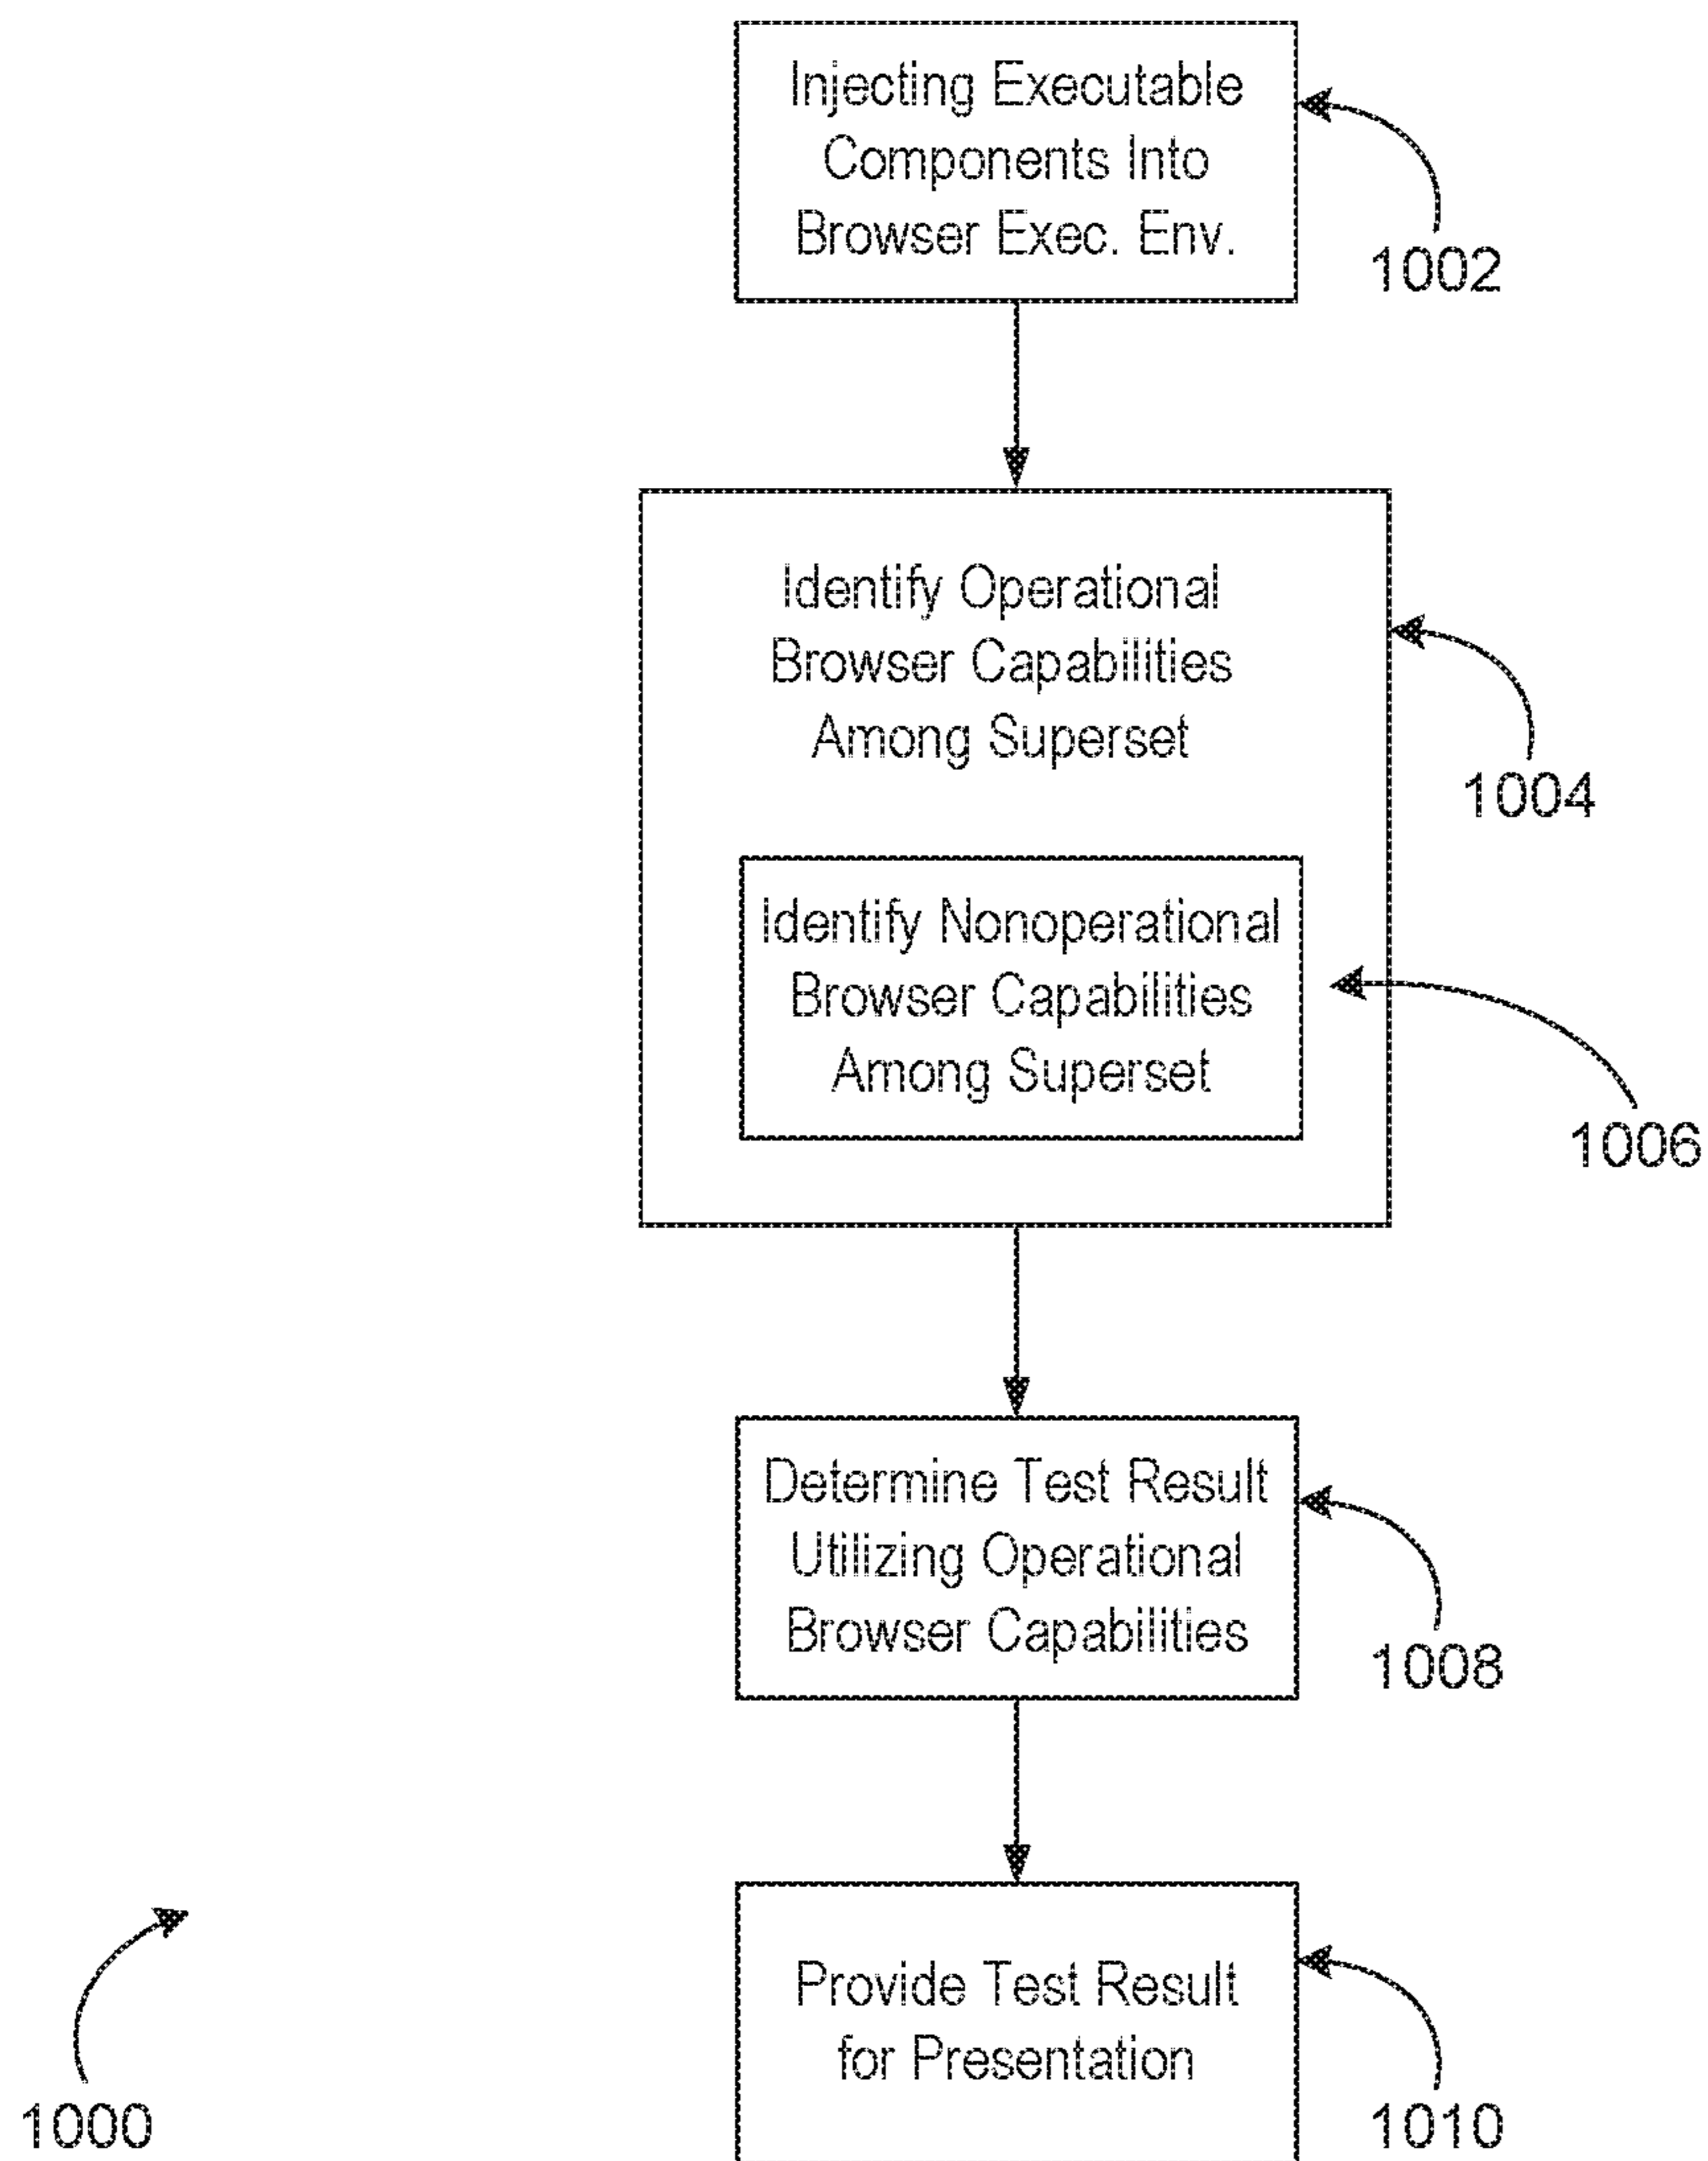 Injecting Executable
Components Into
Browser Exec. Env.
1002
Identify Operational
Browser Capabilities
Among Superset
1004
Identify Nonoperational
Browser Capabilities
Among Superset
1006
Determine Test Result
Utilizing Operational
Browser Capabilities
1008
Provide Test Result
for Presentation
1010
1000